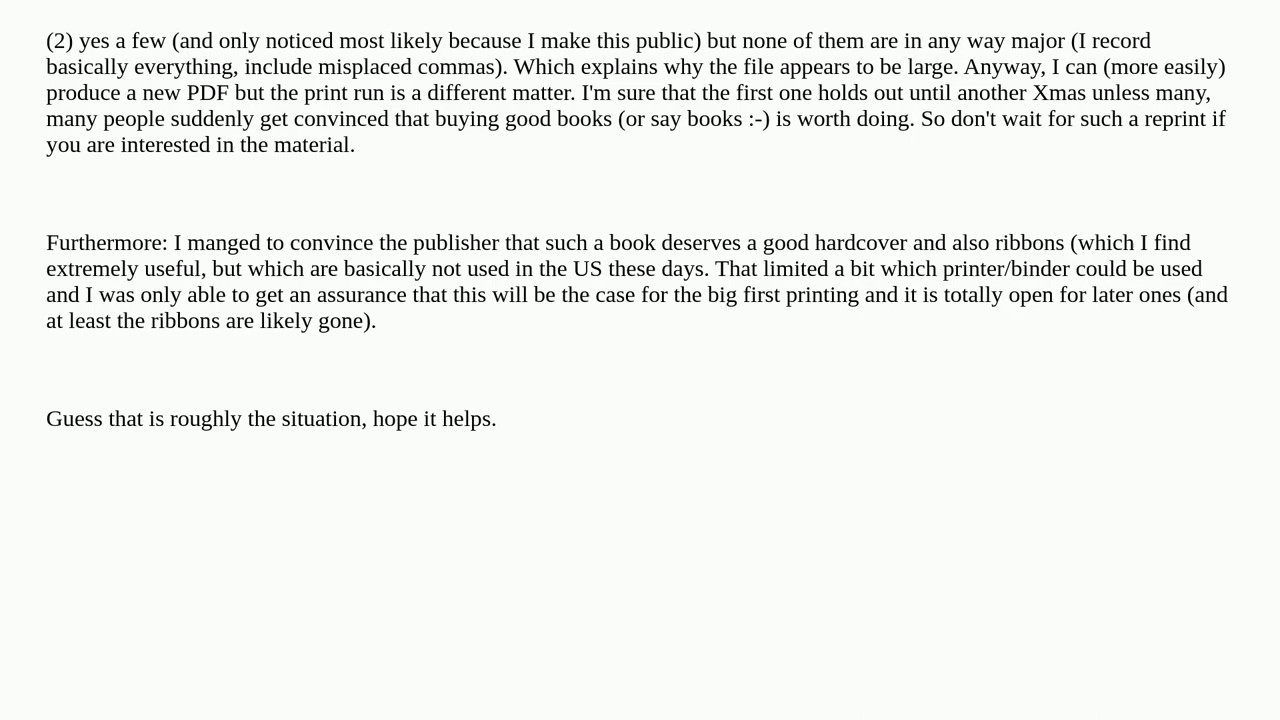 (2) yes a few (and only noticed most likely because I make this public) but none of them are in any way major (I record
basically everything, include misplaced commas). Which explains why the file appears to be large. Anyway, I can (more easily)
produce a new PDF but the print run is a different matter. I'm sure that the first one holds out until another Xmas unless many,
many people suddenly get convinced that buying good books (or say books :-) is worth doing. So don't wait for such a reprint if
you are interested in the material.
Furthermore: I manged to convince the publisher that such a book deserves a good hardcover and also ribbons (which I find
extremely useful, but which are basically not used in the US these days. That limited a bit which printer/binder could be used
and I was only able to get an assurance that this will be the case for the big first printing and it is totally open for later ones (and
at least the ribbons are likely gone).
Guess that is roughly the situation, hope it helps.